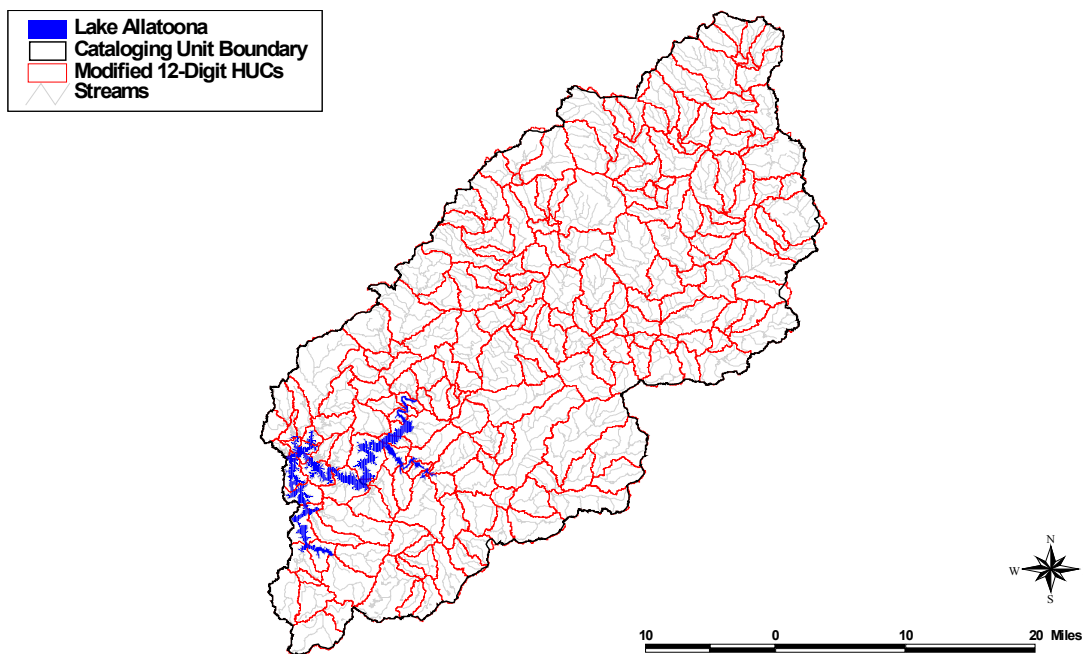 Lake Allatoona
Cataloging Unit Boundary
Modified 12-Digit HUCs
Streams
N
W E
S
10 0 10 20 Miles